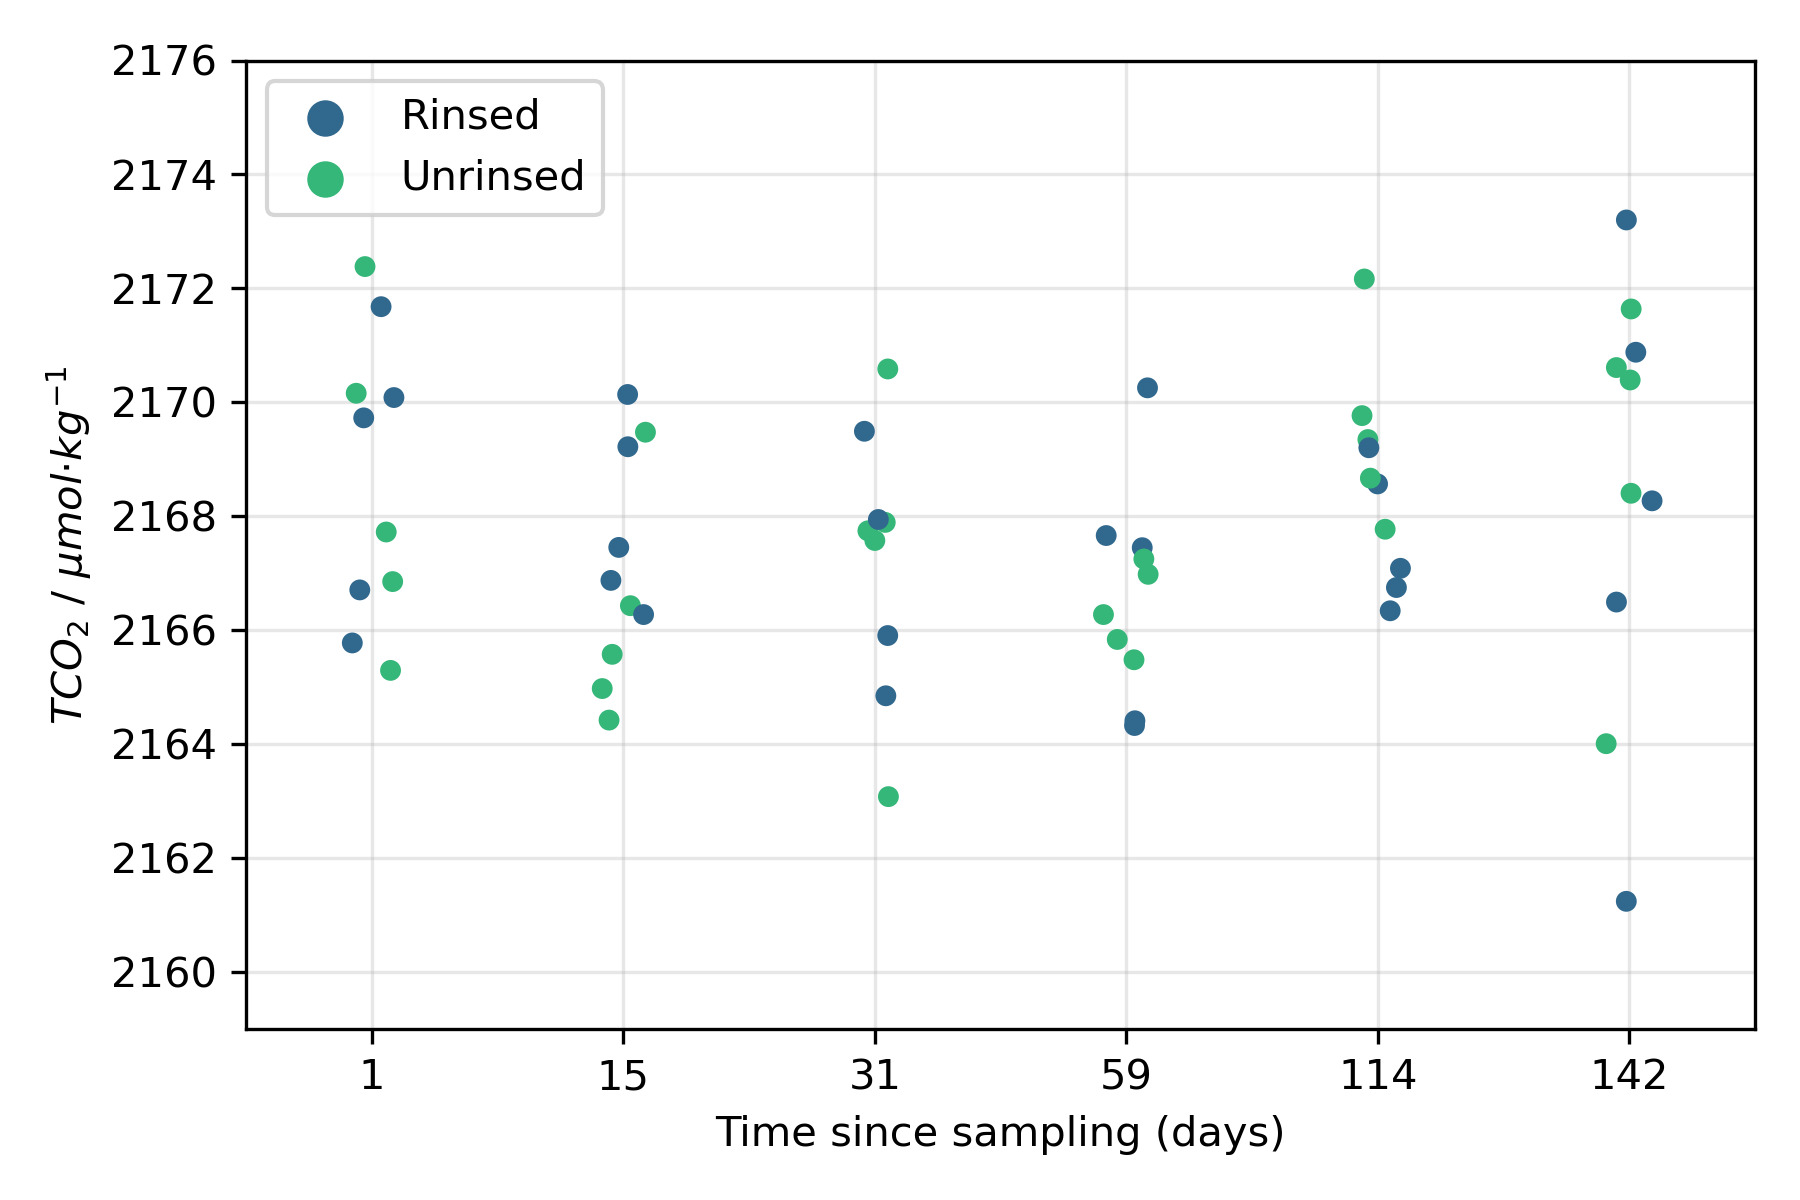 2176
2174
2172
2170
2168
2166
2164
2162
2160
TCO₂ / μmol·kg⁻¹
Rinsed
Unrinsed
1 15 31 59 114 142
Time since sampling (days)